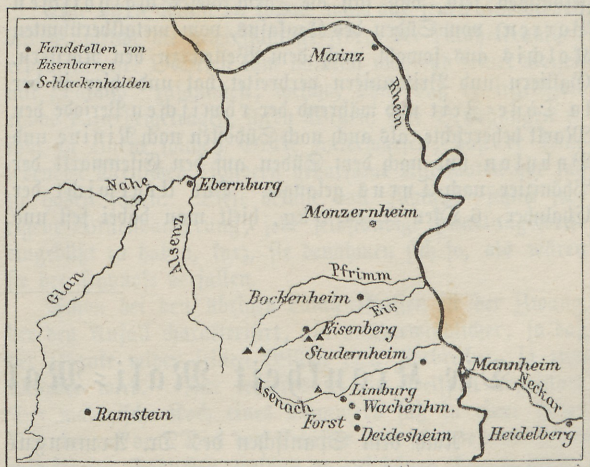 Fundstellen von
Eisenbarren
Schlackenhalden
Mainz
Rhein
Nahe
Ebernburg
Alsenz
Monzernheim
Glan
Pfrimm
Bockenheim
Eis
Eisenberg
Studernheim
Mannheim
Isenach
Limburg
Neckar
Ramstein
Wachenhm.
Forst
Deidesheim
Heidelberg